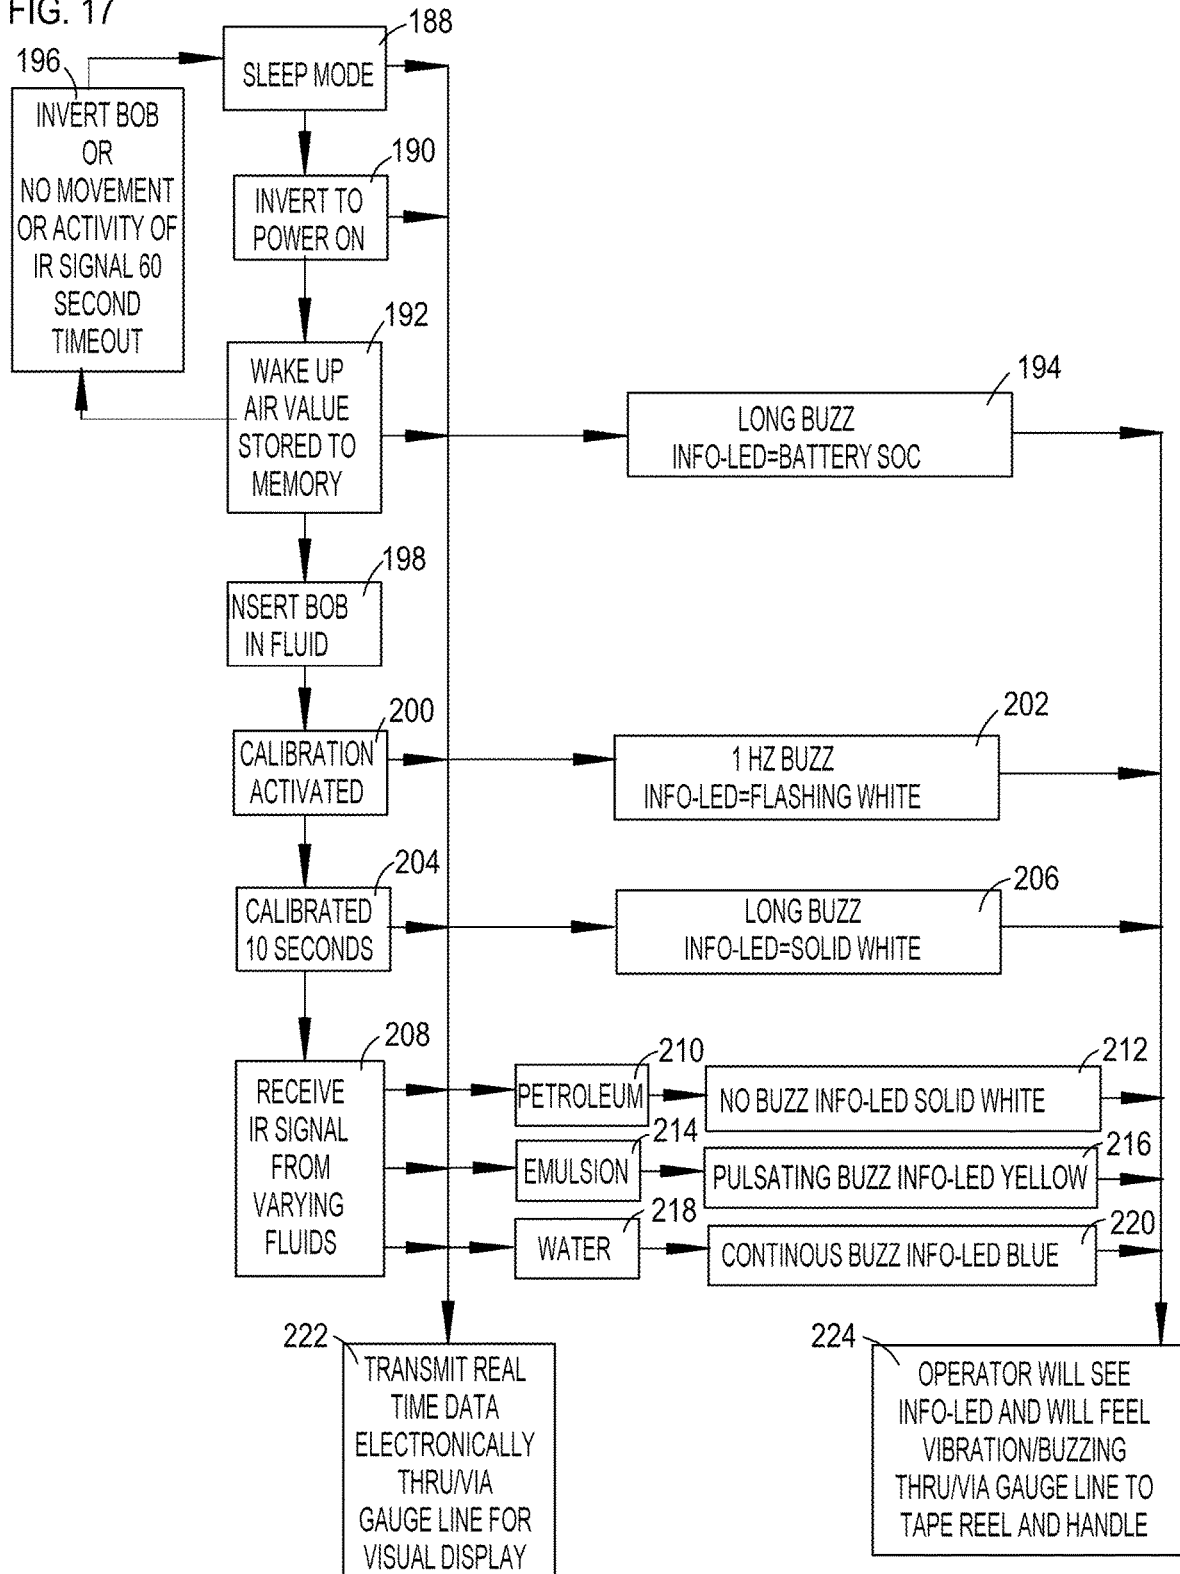 FIG. 17
188
SLEEP MODE
196
INVERT BOB
OR
NO MOVEMENT
OR ACTIVITY OF
IR SIGNAL 60
SECOND
TIMEOUT
190
INVERT TO
POWER ON
192
WAKE UP
AIR VALUE
STORED TO
MEMORY
194
LONG BUZZ
INFO-LED=BATTERY SOC
198
NSERT BOB
IN FLUID
200
CALIBRATION
ACTIVATED
202
1 HZ BUZZ
INFO-LED=FLASHING WHITE
204
CALIBRATED
10 SECONDS
206
LONG BUZZ
INFO-LED=SOLID WHITE
208
RECEIVE
IR SIGNAL
FROM
VARYING
FLUIDS
210
PETROLEUM
212
NO BUZZ INFO-LED SOLID WHITE
214
EMULSION
216
PULSATING BUZZ INFO-LED YELLOW
218
WATER
220
CONTINOUS BUZZ INFO-LED BLUE
222
TRANSMIT REAL
TIME DATA
ELECTRONICALLY
THRU/VIA
GAUGE LINE FOR
VISUAL DISPLAY
224
OPERATOR WILL SEE
INFO-LED AND WILL FEEL
VIBRATION/BUZZING
THRU/VIA GAUGE LINE TO
TAPE REEL AND HANDLE